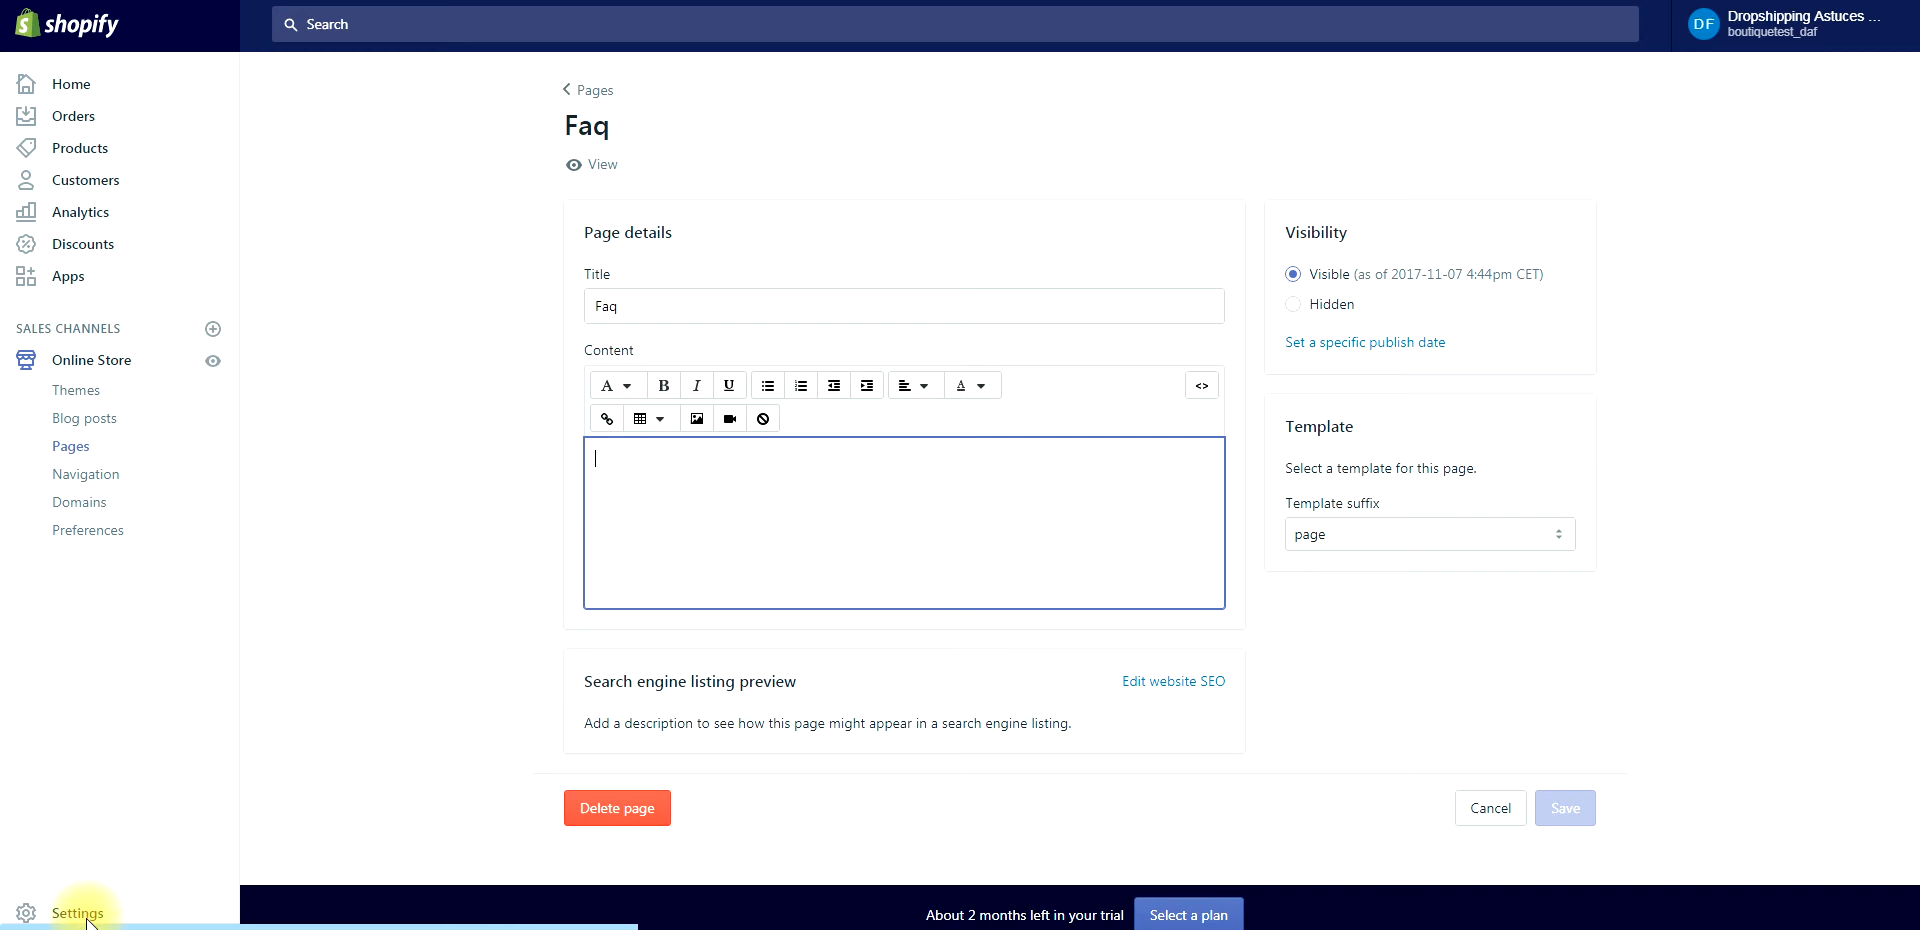 shopify
Search
DF
Dropshipping Astuces ...
boutiquetest_daf
Home
Orders
Products
Customers
Analytics
Discounts
Apps
SALES CHANNELS
Online Store
Themes
Blog posts
Pages
Navigation
Domains
Preferences
Settings
Pages
Faq
View
Page details
Title
Faq
Content
A B I U A <>
Search engine listing preview
Edit website SEO
Add a description to see how this page might appear in a search engine listing.
Visibility
Visible (as of 2017-11-07 4:44pm CET)
Hidden
Set a specific publish date
Template
Select a template for this page.
Template suffix
page
Delete page
Cancel
Save
About 2 months left in your trial
Select a plan